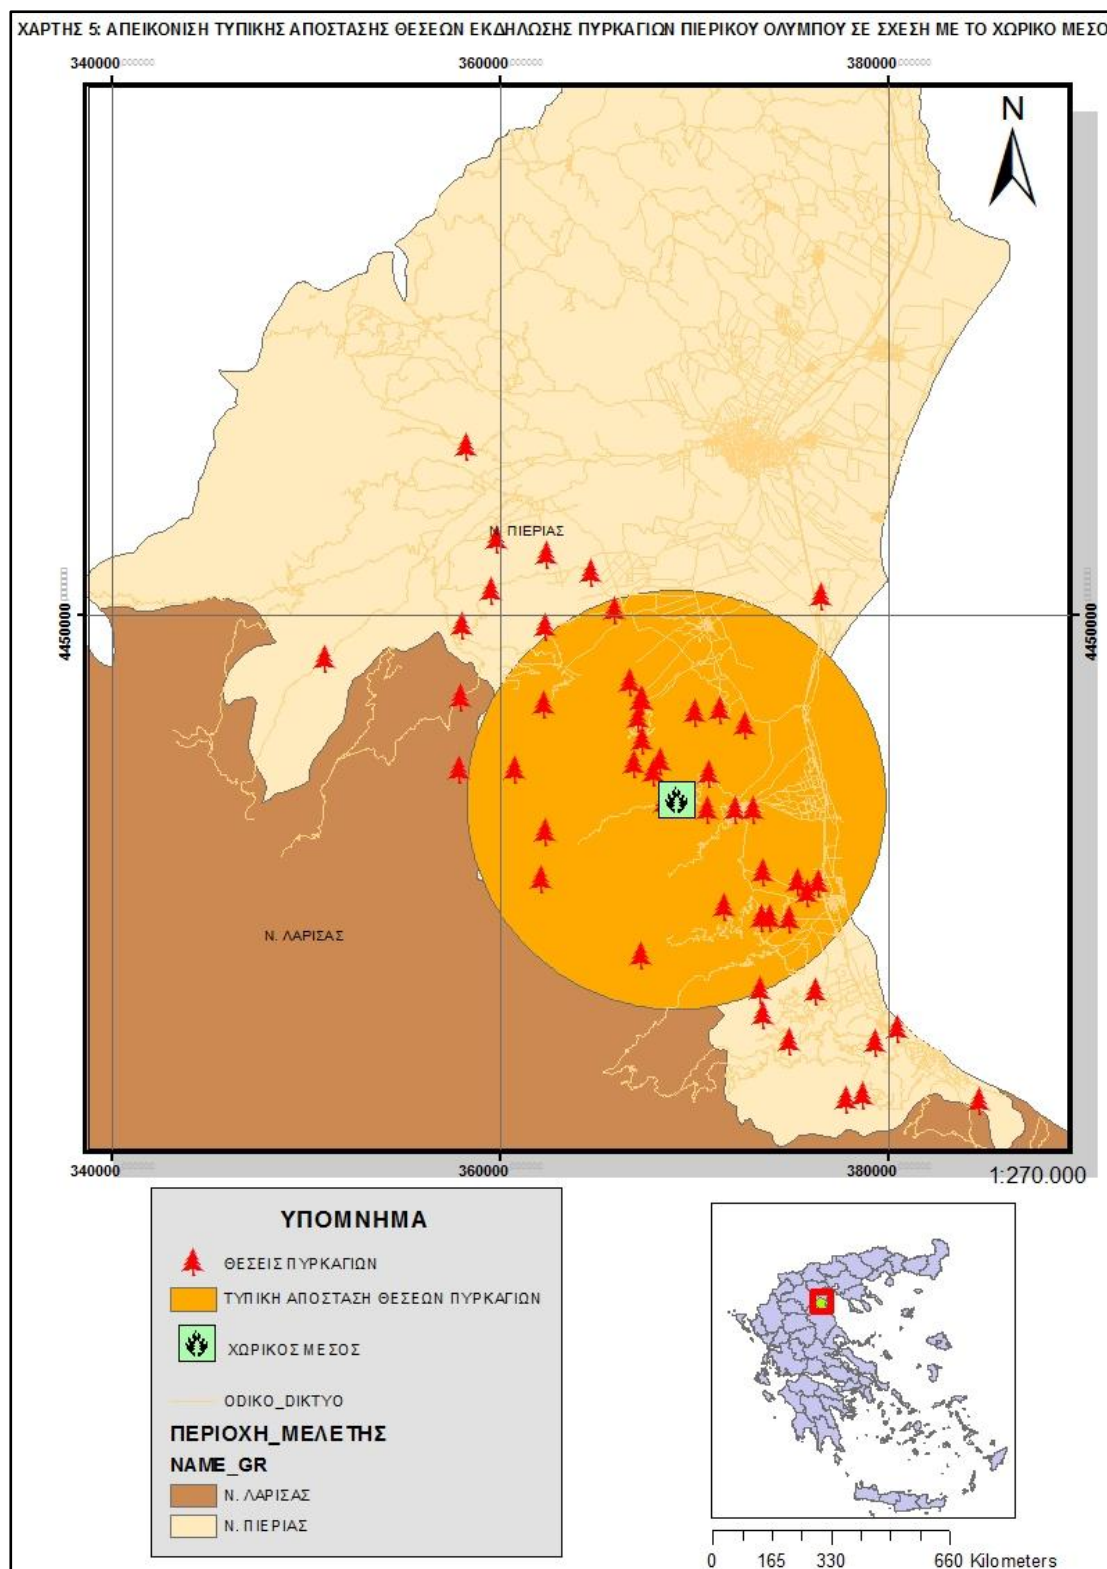 ΧΑΡΤΗΣ 5: ΑΠΕΙΚΟΝΙΣΗ ΤΥΠΙΚΗΣ ΑΠΟΣΤΑΣΗΣ ΘΕΣΕΩΝ ΕΚΔΗΛΩΣΗΣ ΠΥΡΚΑΓΙΩΝ ΠΙΕΡΙΚΟΥ ΟΛΥΜΠΟΥ ΣΕ ΣΧΕΣΗ ΜΕ ΤΟ ΧΩΡΙΚΟ ΜΕΣΟ
340000 360000 380000
N
Ν. ΠΙΕΡΙΑΣ
4450000 4450000
Ν. ΛΑΡΙΣΑΣ
340000 360000 380000
1:270.000
ΥΠΟΜΝΗΜΑ
ΘΕΣΕΙΣ ΠΥΡΚΑΓΙΩΝ
ΤΥΠΙΚΗ ΑΠΟΣΤΑΣΗ ΘΕΣΕΩΝ ΠΥΡΚΑΓΙΩΝ
ΧΩΡΙΚΟΣ ΜΕΣΟΣ
ODIKO_DIKTYO
ΠΕΡΙΟΧΗ_ΜΕΛΕΤΗΣ
NAME_GR
Ν. ΛΑΡΙΣΑΣ
Ν. ΠΙΕΡΙΑΣ
0 165 330 660 Kilometers